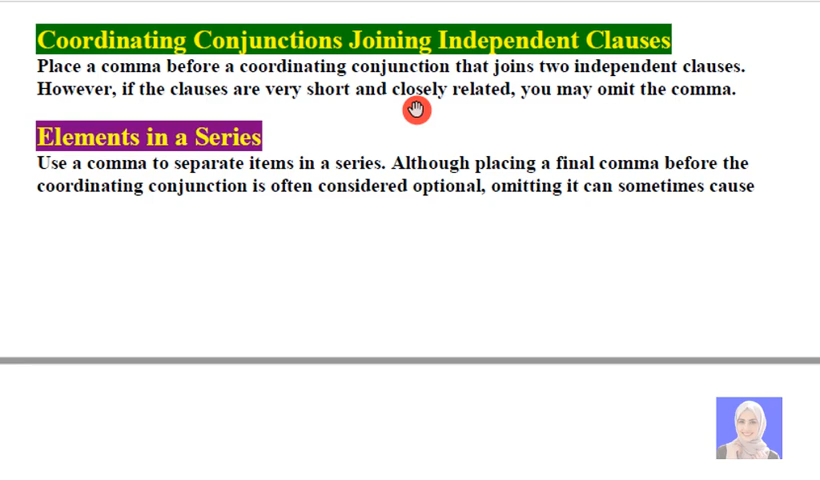 Coordinating Conjunctions Joining Independent Clauses
Place a comma before a coordinating conjunction that joins two independent clauses.
However, if the clauses are very short and closely related, you may omit the comma.
Elements in a Series
Use a comma to separate items in a series. Although placing a final comma before the
coordinating conjunction is often considered optional, omitting it can sometimes cause